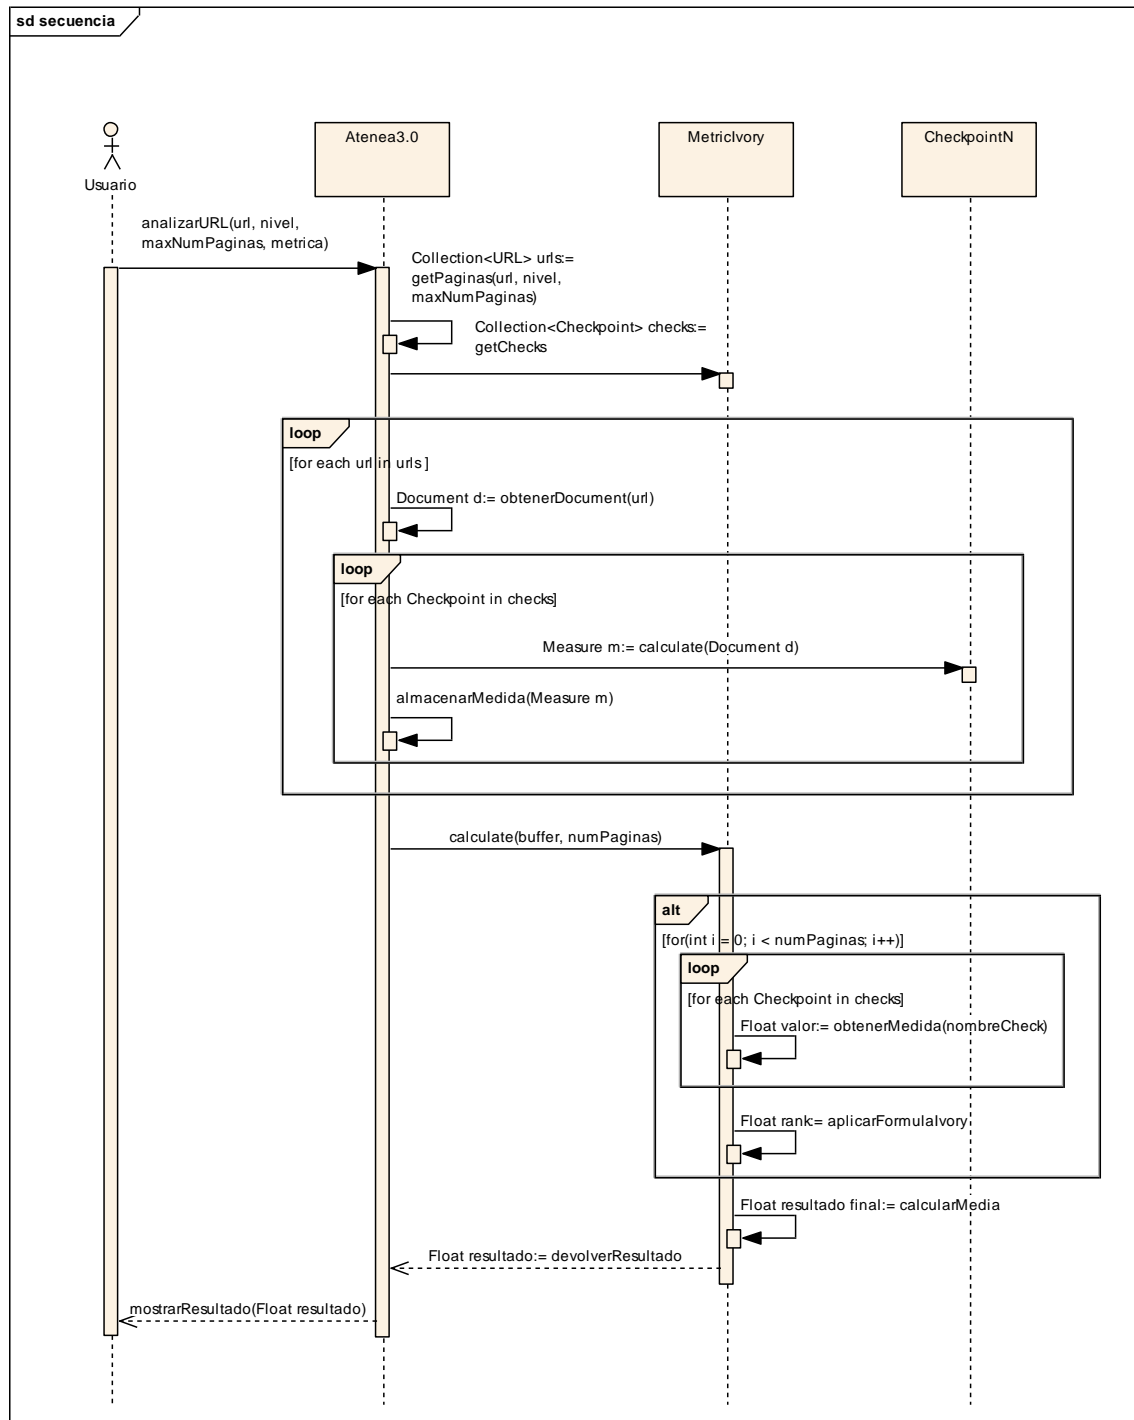 sd secuencia
Atenea3.0
MetricIvory
CheckpointN
Usuario
analizarURL(url, nivel,
maxNumPaginas, metrica)
Collection<URL> urls:=
getPaginas(url, nivel,
maxNumPaginas)
Collection<Checkpoint> checks:=
getChecks
loop
[for each url in urls ]
Document d:= obtenerDocument(url)
loop
[for each Checkpoint in checks]
Measure m:= calculate(Document d)
almacenarMedida(Measure m)
calculate(buffer, numPaginas)
alt
[for(int i = 0; i < numPaginas; i++)]
loop
[for each Checkpoint in checks]
Float valor:= obtenerMedida(nombreCheck)
Float rank:= aplicarFormulaIvory
Float resultado final:= calcularMedia
Float resultado:= devolverResultado
mostrarResultado(Float resultado)